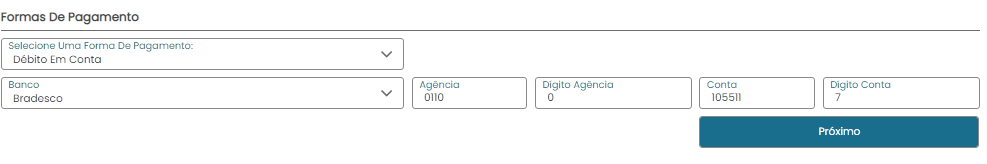 Formas De Pagamento
Selecione Uma Forma De Pagamento:
Débito Em Conta
Banco
Bradesco
Agência
0110
Digito Agência
0
Conta
105511
Digito Conta
7
Próximo